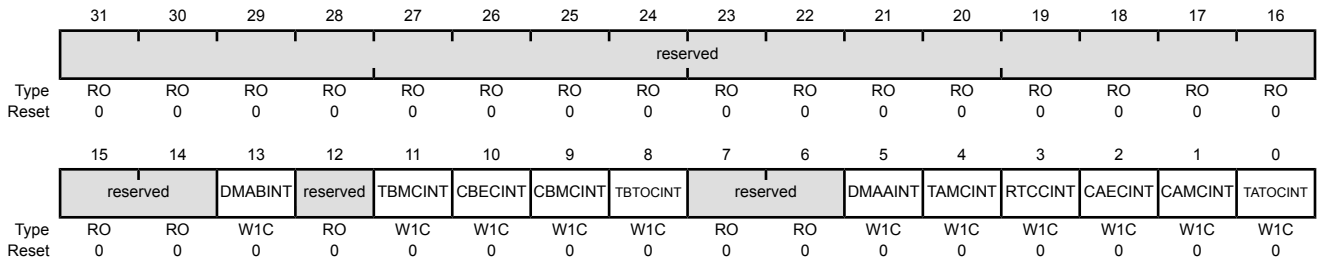 31 30 29 28 27 26 25 24 23 22 21 20 19 18 17 16
reserved
Type RO RO RO RO RO RO RO RO RO RO RO RO RO RO RO RO
Reset 0 0 0 0 0 0 0 0 0 0 0 0 0 0 0 0
15 14 13 12 11 10 9 8 7 6 5 4 3 2 1 0
reserved DMABINT reserved TBMCINT CBECINT CBMCINT TBTOCINT reserved DMAAINT TAMCINT RTCCINT CAECINT CAMCINT TATOCINT
Type RO RO W1C RO W1C W1C W1C W1C RO RO W1C W1C W1C W1C W1C W1C
Reset 0 0 0 0 0 0 0 0 0 0 0 0 0 0 0 0